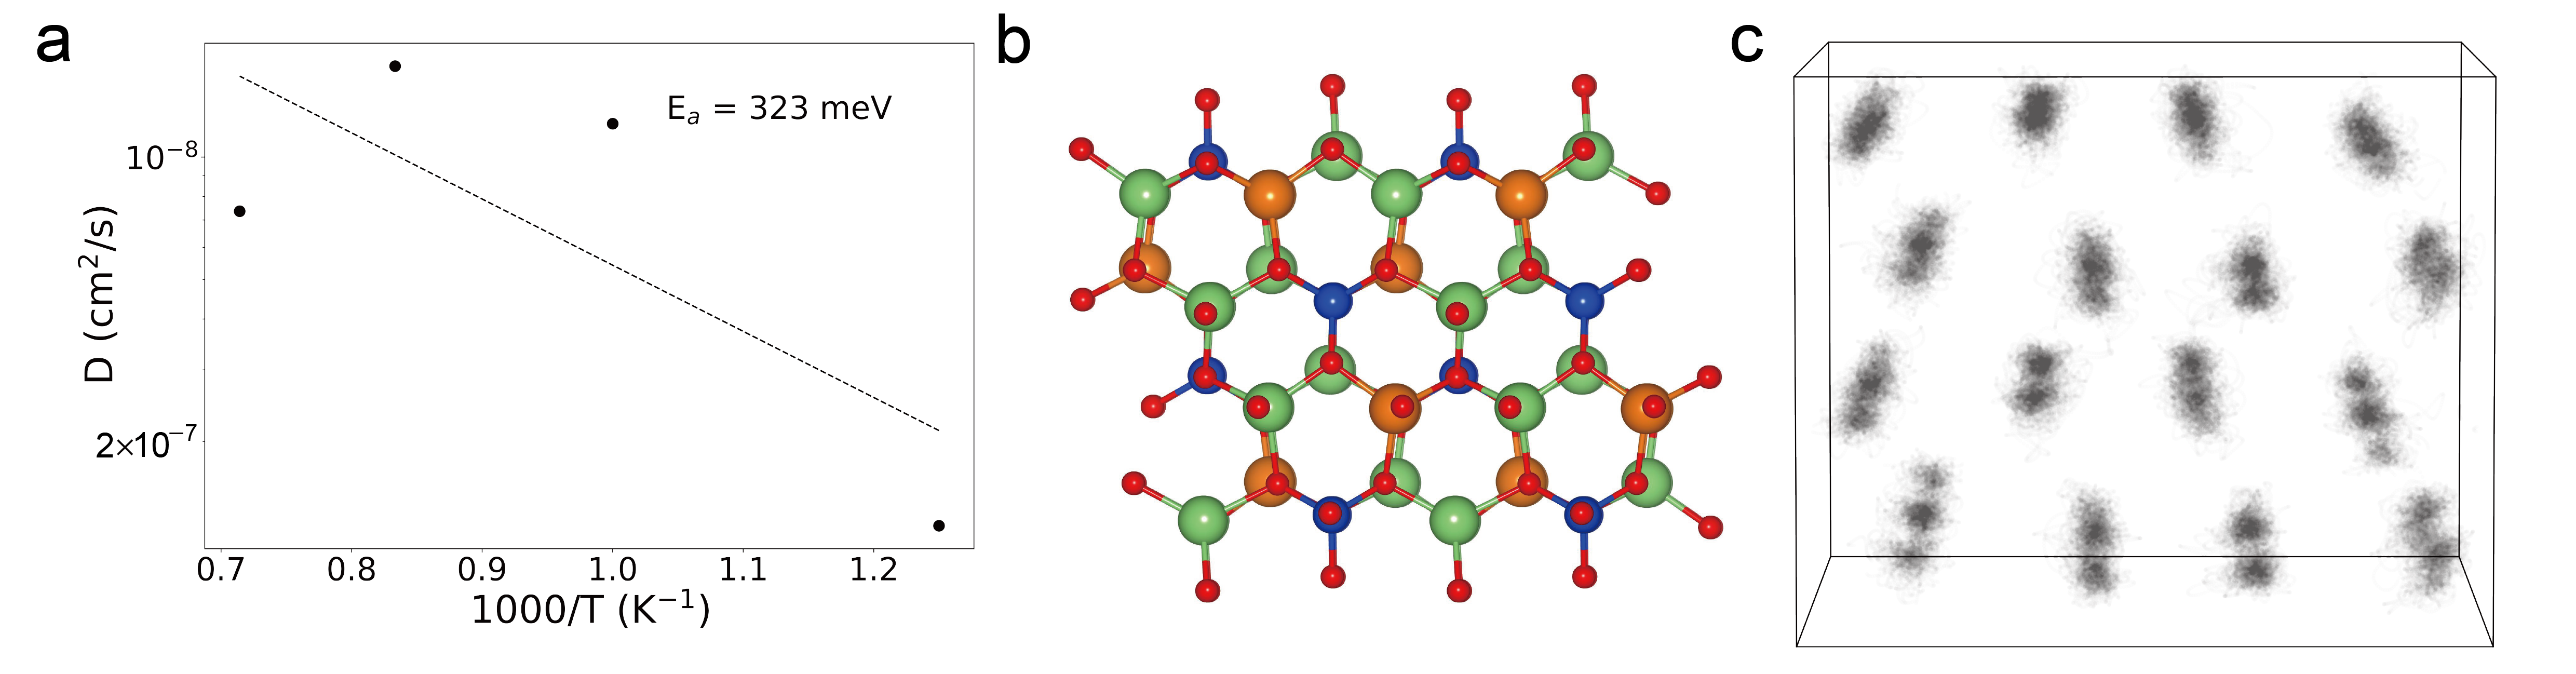 a
b
c
E_a = 323 meV
10⁻⁸
2×10⁻⁷
D (cm²/s)
0.7 0.8 0.9 1.0 1.1 1.2
1000/T (K⁻¹)